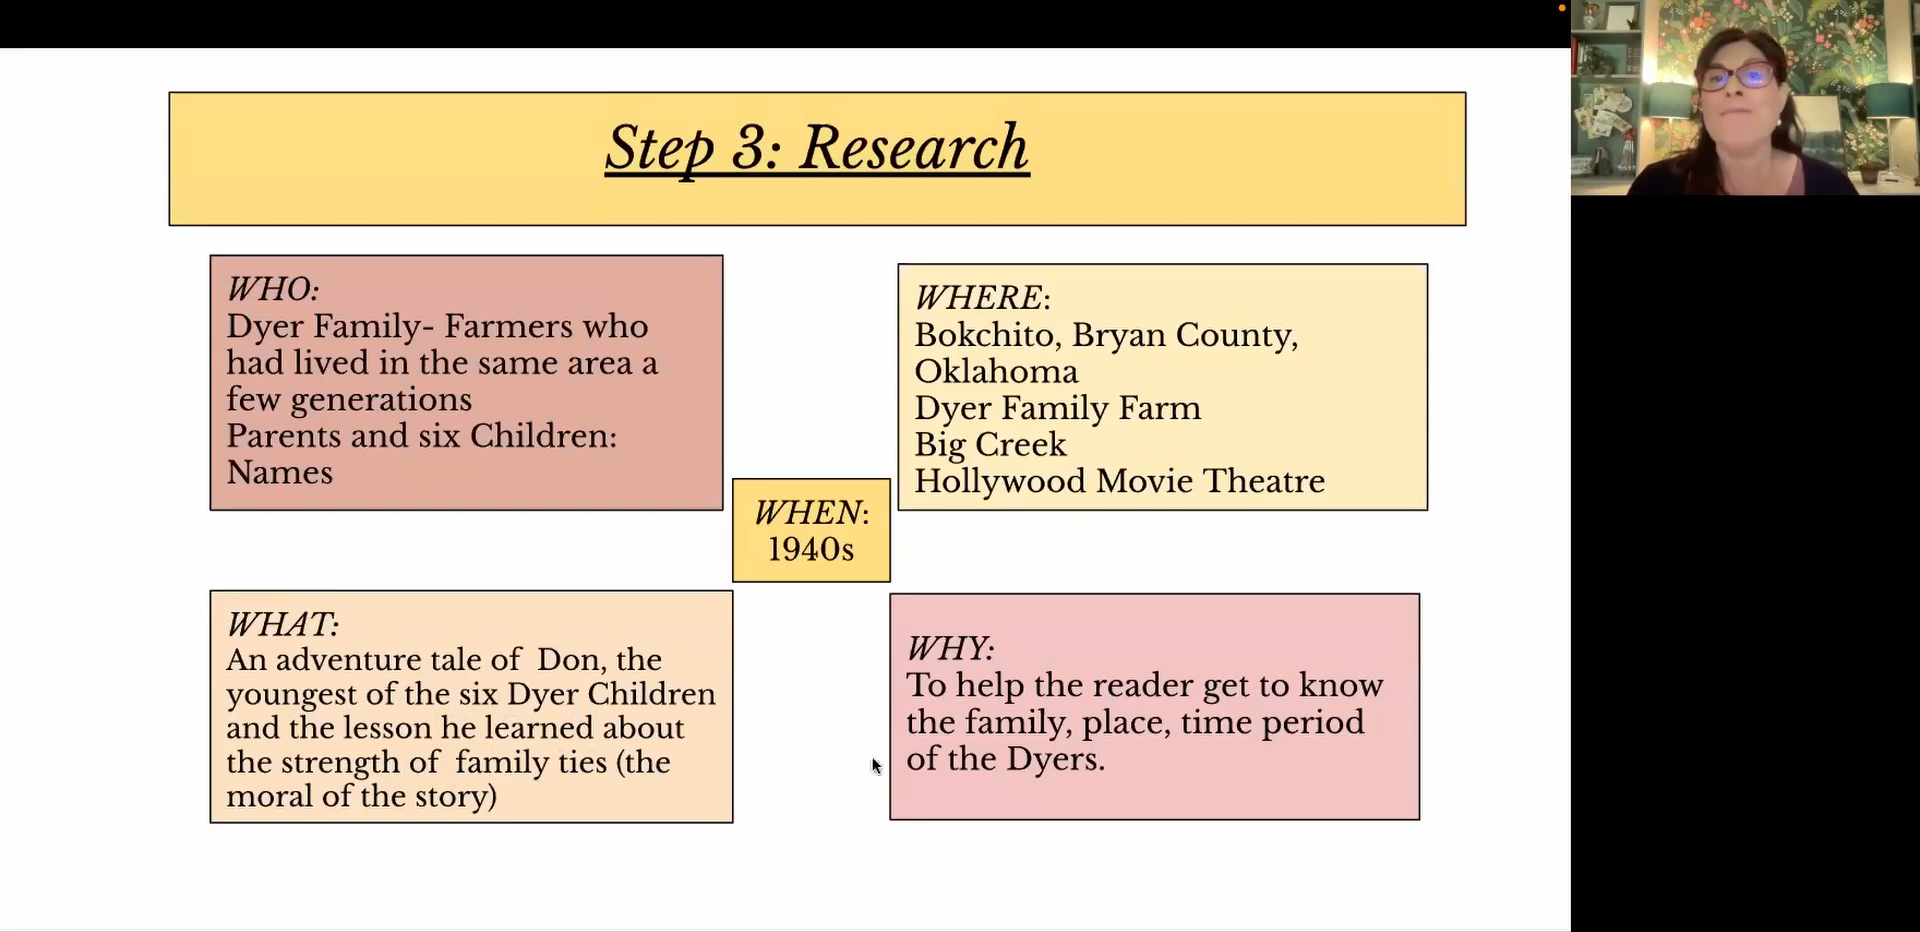 Step 3: Research
WHO:
Dyer Family- Farmers who
had lived in the same area a
few generations
Parents and six Children:
Names
WHERE:
Bokchito, Bryan County,
Oklahoma
Dyer Family Farm
Big Creek
Hollywood Movie Theatre
WHEN:
1940s
WHAT:
An adventure tale of  Don, the
youngest of the six Dyer Children
and the lesson he learned about
the strength of  family ties (the
moral of the story)
WHY:
To help the reader get to know
the family, place, time period
of the Dyers.